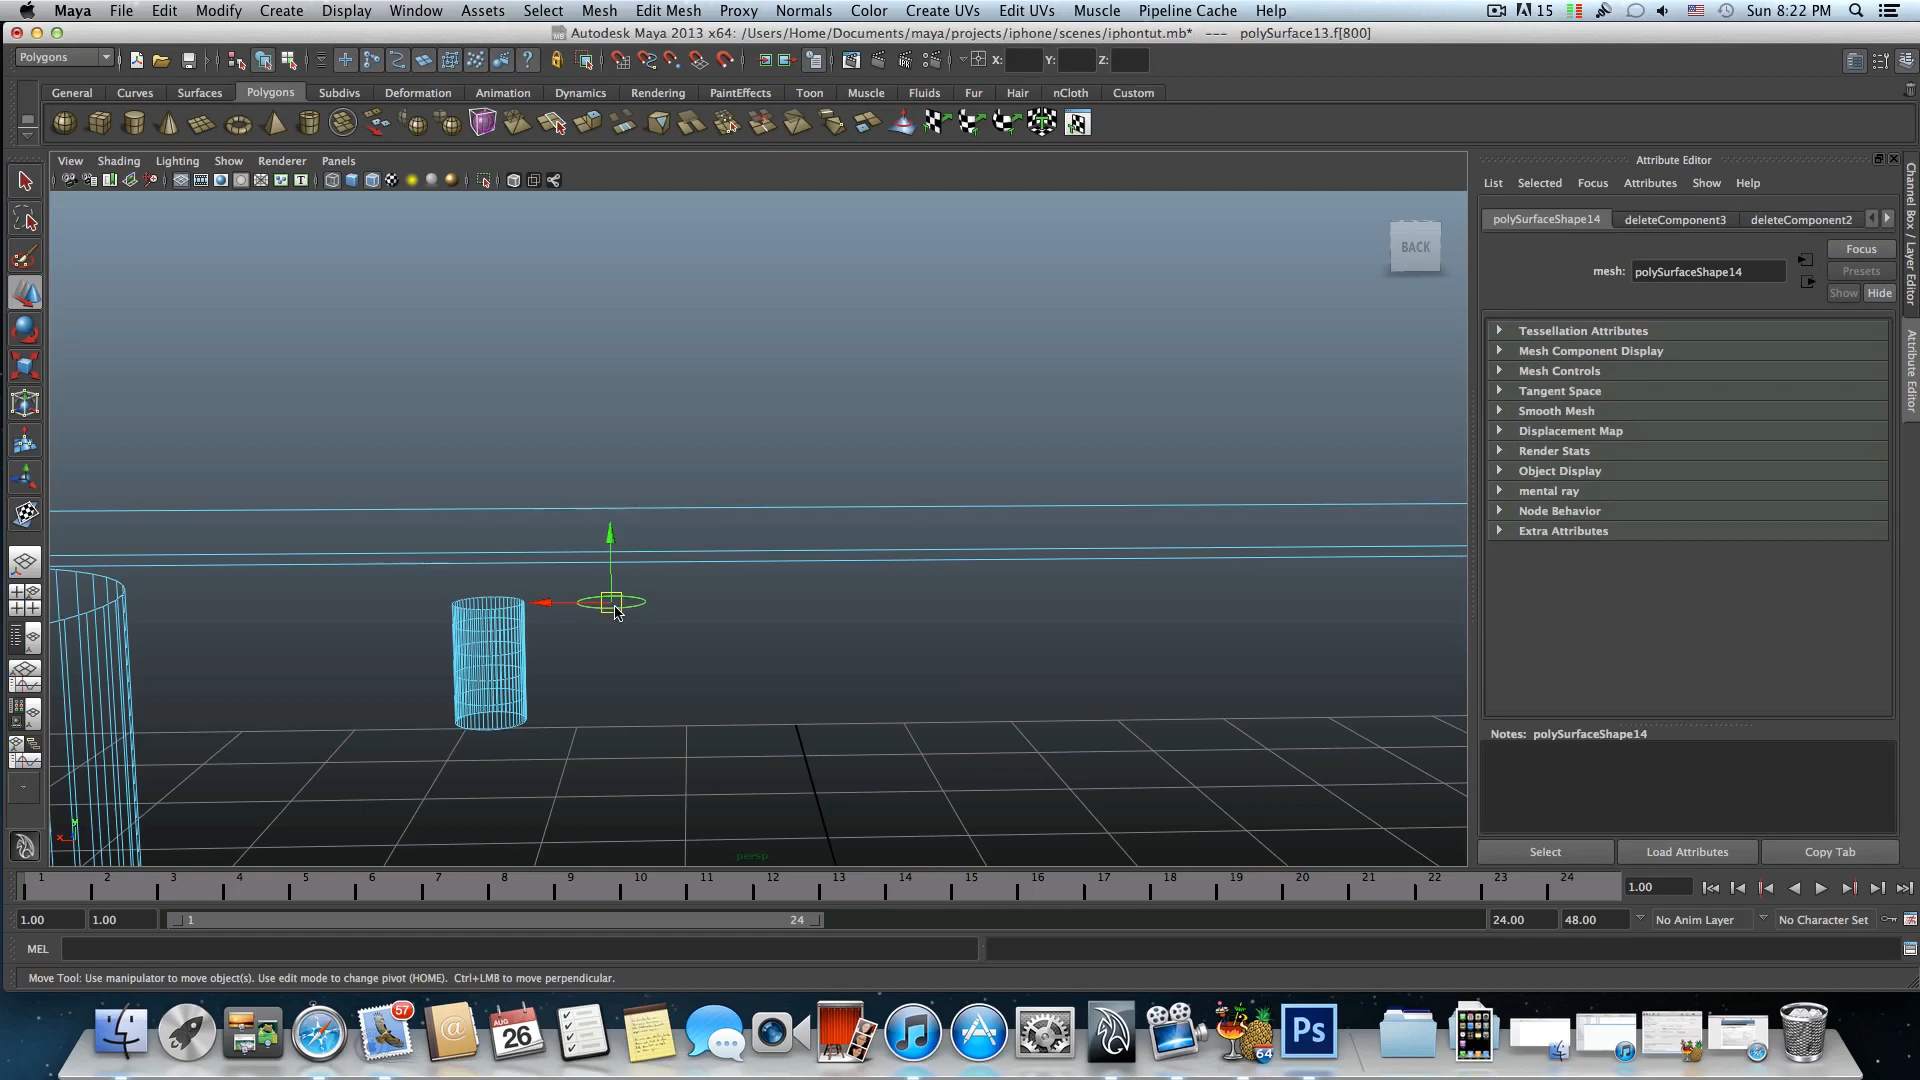 Maya File Edit Modify Create Display Window Assets Select Mesh Edit Mesh Proxy Normals Color Create UVs Edit UVs Muscle Pipeline Cache Help 15 Sun 8:22 PM
Autodesk Maya 2013 x64: /Users/Home/Documents/maya/projects/iphone/scenes/iphontut.mb* --- polySurface13.f[800]
Polygons X: Y: Z:
General Curves Surfaces Polygons Subdivs Deformation Animation Dynamics Rendering PaintEffects Toon Muscle Fluids Fur Hair nCloth Custom
View Shading Lighting Show Renderer Panels
Attribute Editor
List Selected Focus Attributes Show Help
polySurfaceShape14 deleteComponent3 deleteComponent2
Focus
mesh: polySurfaceShape14 Presets
Show Hide
Tessellation Attributes
Mesh Component Display
Mesh Controls
Tangent Space
Smooth Mesh
Displacement Map
Render Stats
Object Display
mental ray
Node Behavior
Extra Attributes
Notes: polySurfaceShape14
Select Load Attributes Copy Tab
Channel Box / Layer Editor
Attribute Editor
BACK
y
x
persp
1 2 3 4 5 6 7 8 9 10 11 12 13 14 15 16 17 18 19 20 21 22 23 24 1.00
1.00 1.00 1 24 24.00 48.00 No Anim Layer No Character Set
MEL
Move Tool: Use manipulator to move object(s). Use edit mode to change pivot (HOME). Ctrl+LMB to move perpendicular.
57
AUG
26
64
Ps